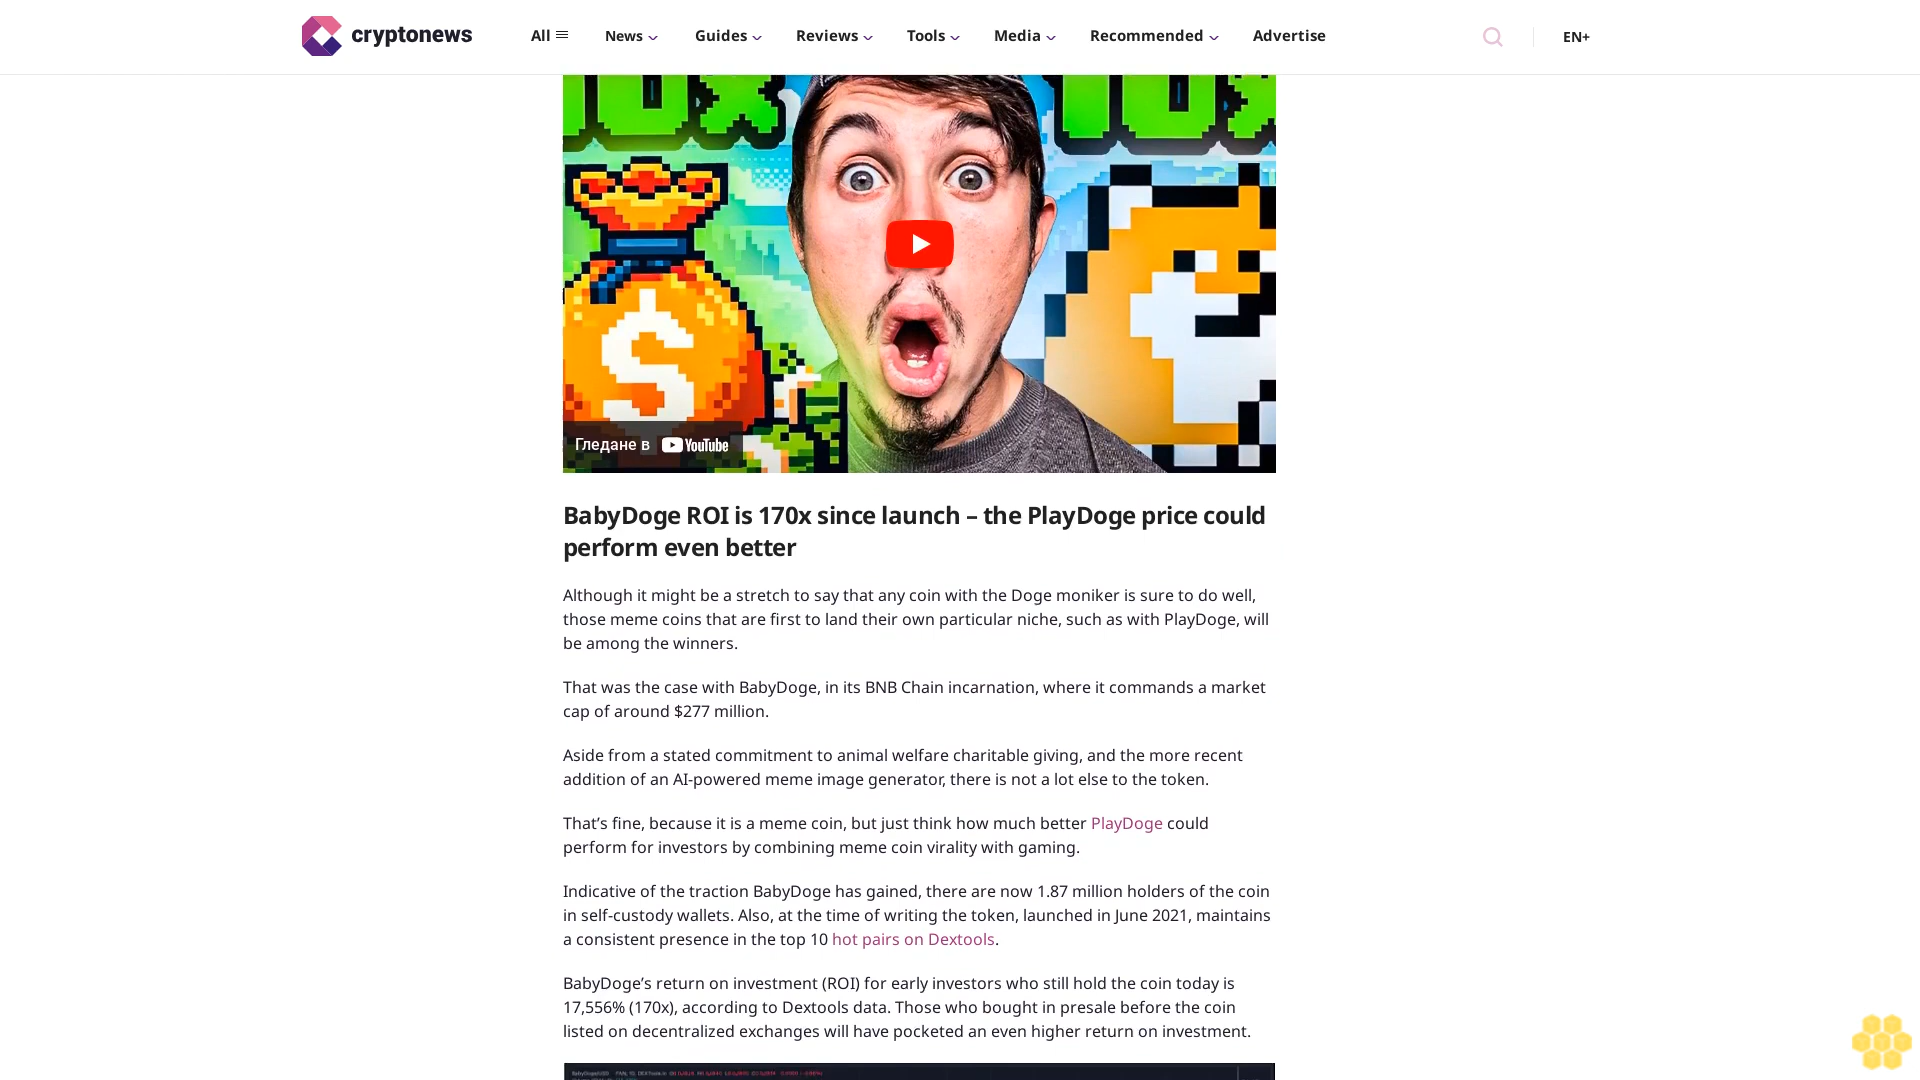 cryptonews
All
News
Guides
Reviews
Tools
Media
Recommended
Advertise
EN+
10x 10x
$
Гледане в YouTube
BabyDoge ROI is 170x since launch – the PlayDoge price could
perform even better
Although it might be a stretch to say that any coin with the Doge moniker is sure to do well,
those meme coins that are first to land their own particular niche, such as with PlayDoge, will
be among the winners.
That was the case with BabyDoge, in its BNB Chain incarnation, where it commands a market
cap of around $277 million.
Aside from a stated commitment to animal welfare charitable giving, and the more recent
addition of an AI-powered meme image generator, there is not a lot else to the token.
That’s fine, because it is a meme coin, but just think how much better PlayDoge could
perform for investors by combining meme coin virality with gaming.
Indicative of the traction BabyDoge has gained, there are now 1.87 million holders of the coin
in self-custody wallets. Also, at the time of writing the token, launched in June 2021, maintains
a consistent presence in the top 10 hot pairs on Dextools.
BabyDoge’s return on investment (ROI) for early investors who still hold the coin today is
17,556% (170x), according to Dextools data. Those who bought in presale before the coin
listed on decentralized exchanges will have pocketed an even higher return on investment.